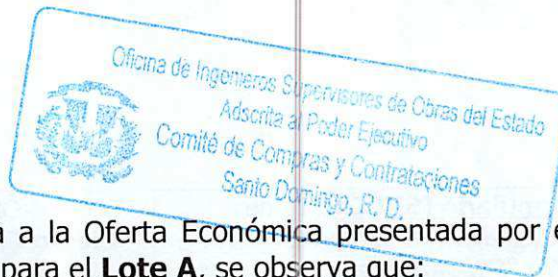 Oficina de Ingenieros Supervisores de Obras del Estado
Adscrita al Poder Ejecutivo
Comité de Compras y Contrataciones
Santo Domingo, R. D.
a a la Oferta Económica presentada por e
para el Lote A, se observa que: